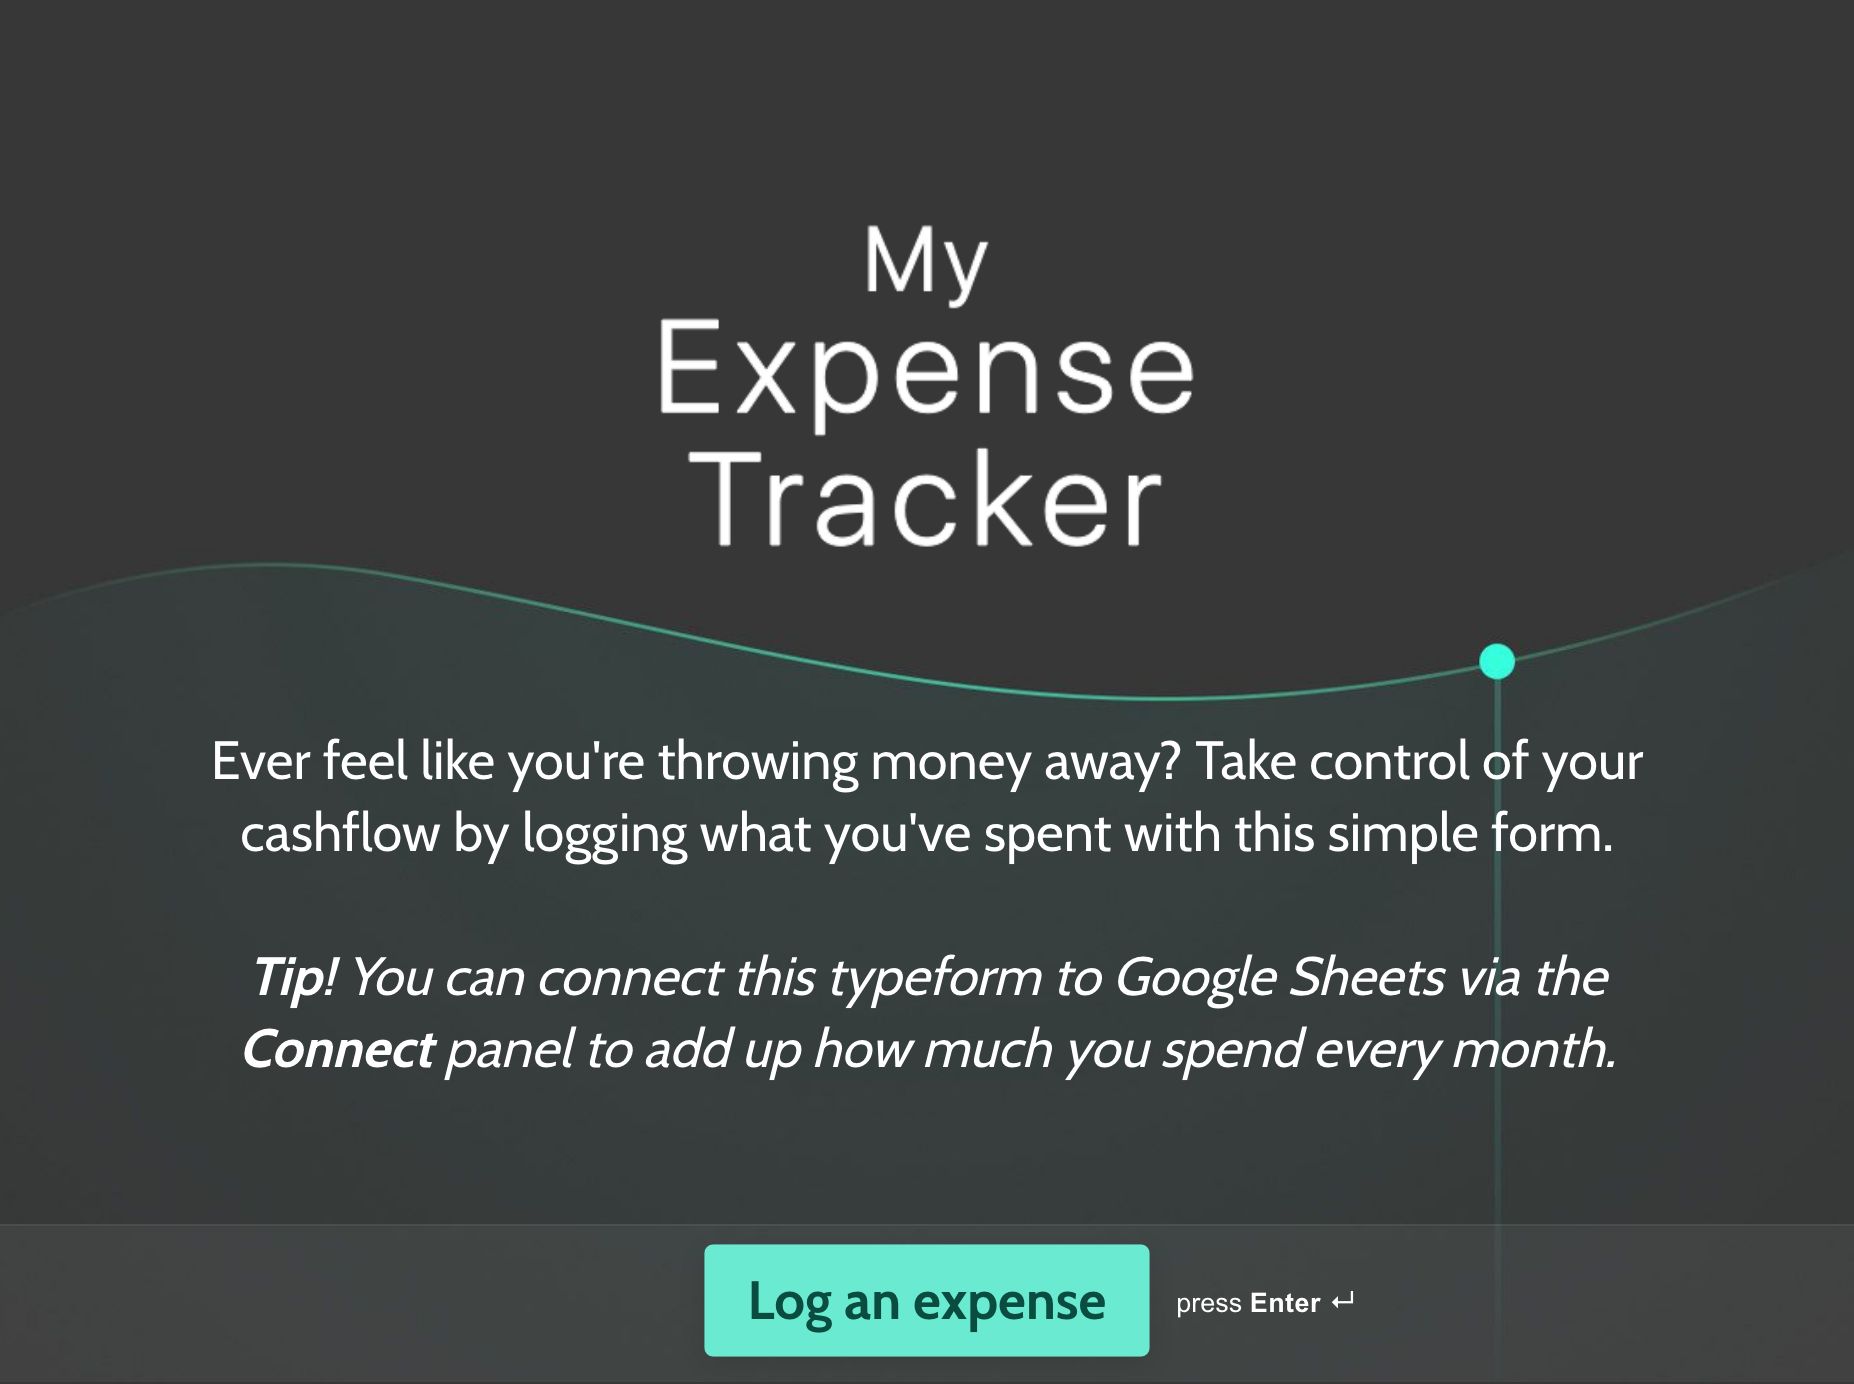 My
Expense
Tracker
Ever feel like you're throwing money away? Take control of your
cashflow by logging what you've spent with this simple form.
Tip! You can connect this typeform to Google Sheets via the
Connect panel to add up how much you spend every month.
Log an expense
press Enter ↵